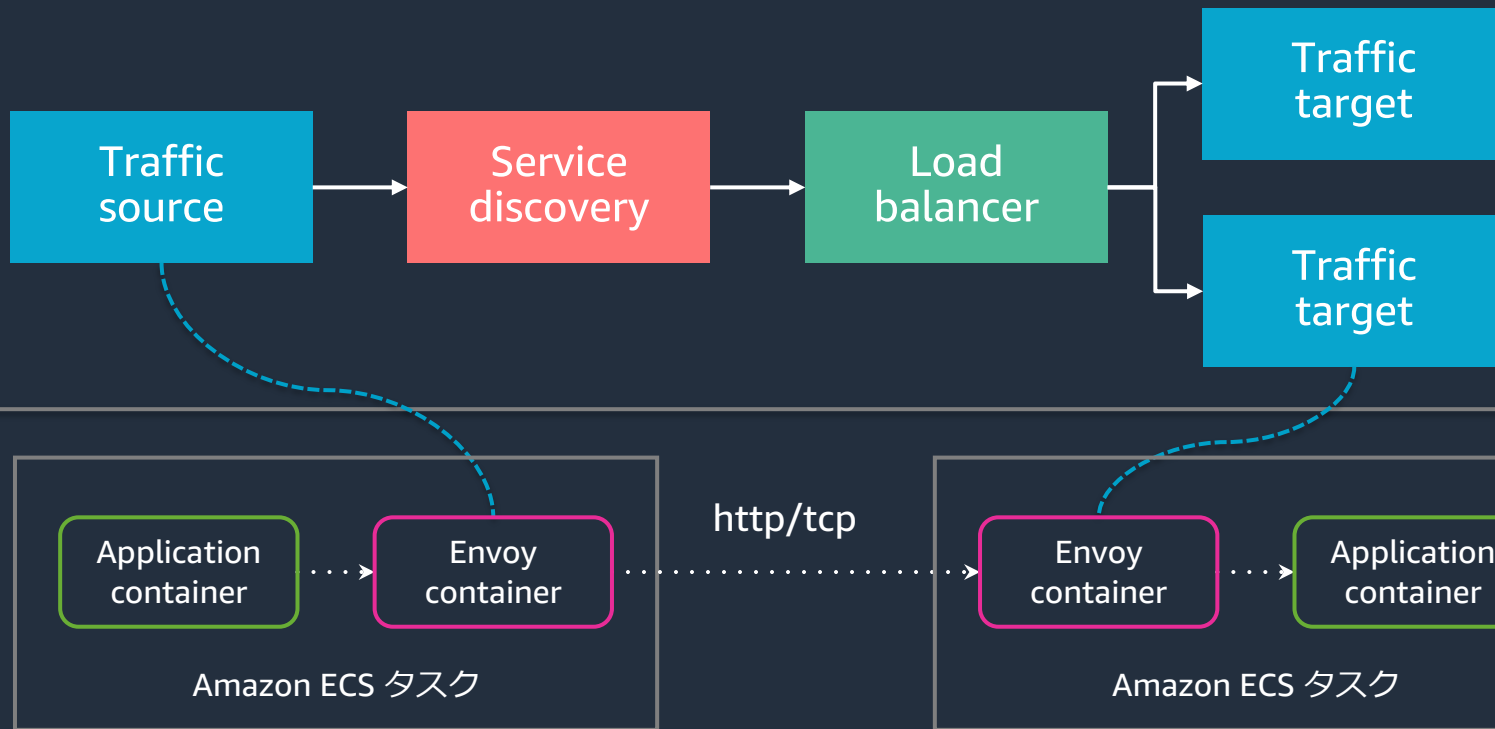 Traffic
source
Service
discovery
Load
balancer
Traffic
target
Traffic
target
Application
container
Envoy
container
Amazon ECS タスク
http/tcp
Envoy
container
Application
container
Amazon ECS タスク